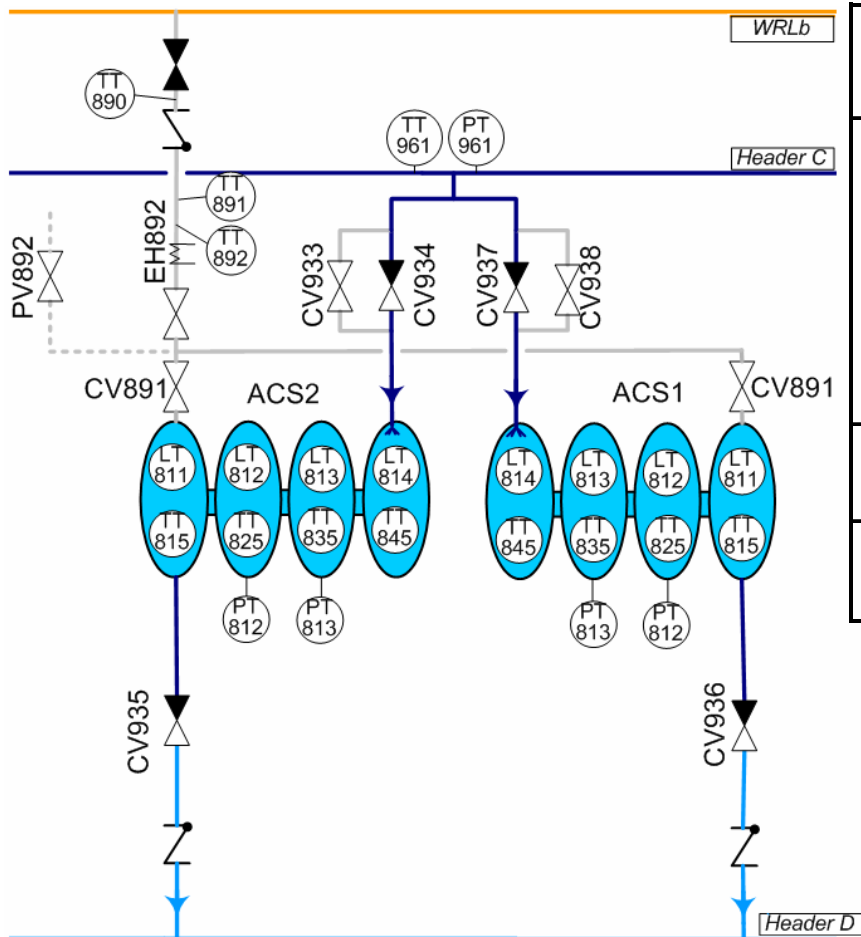 WRLb
TT
890
TT
961
PT
961
Header C
TT
891
TT
892
EH892
PV892
CV933
CV934
CV937
CV938
CV891
ACS2
ACS1
CV891
LT
811
LT
812
LT
813
LT
814
LT
814
LT
813
LT
812
LT
811
TT
815
TT
825
TT
835
TT
845
TT
845
TT
835
TT
825
TT
815
PT
812
PT
813
PT
813
PT
812
CV935
CV936
Header D